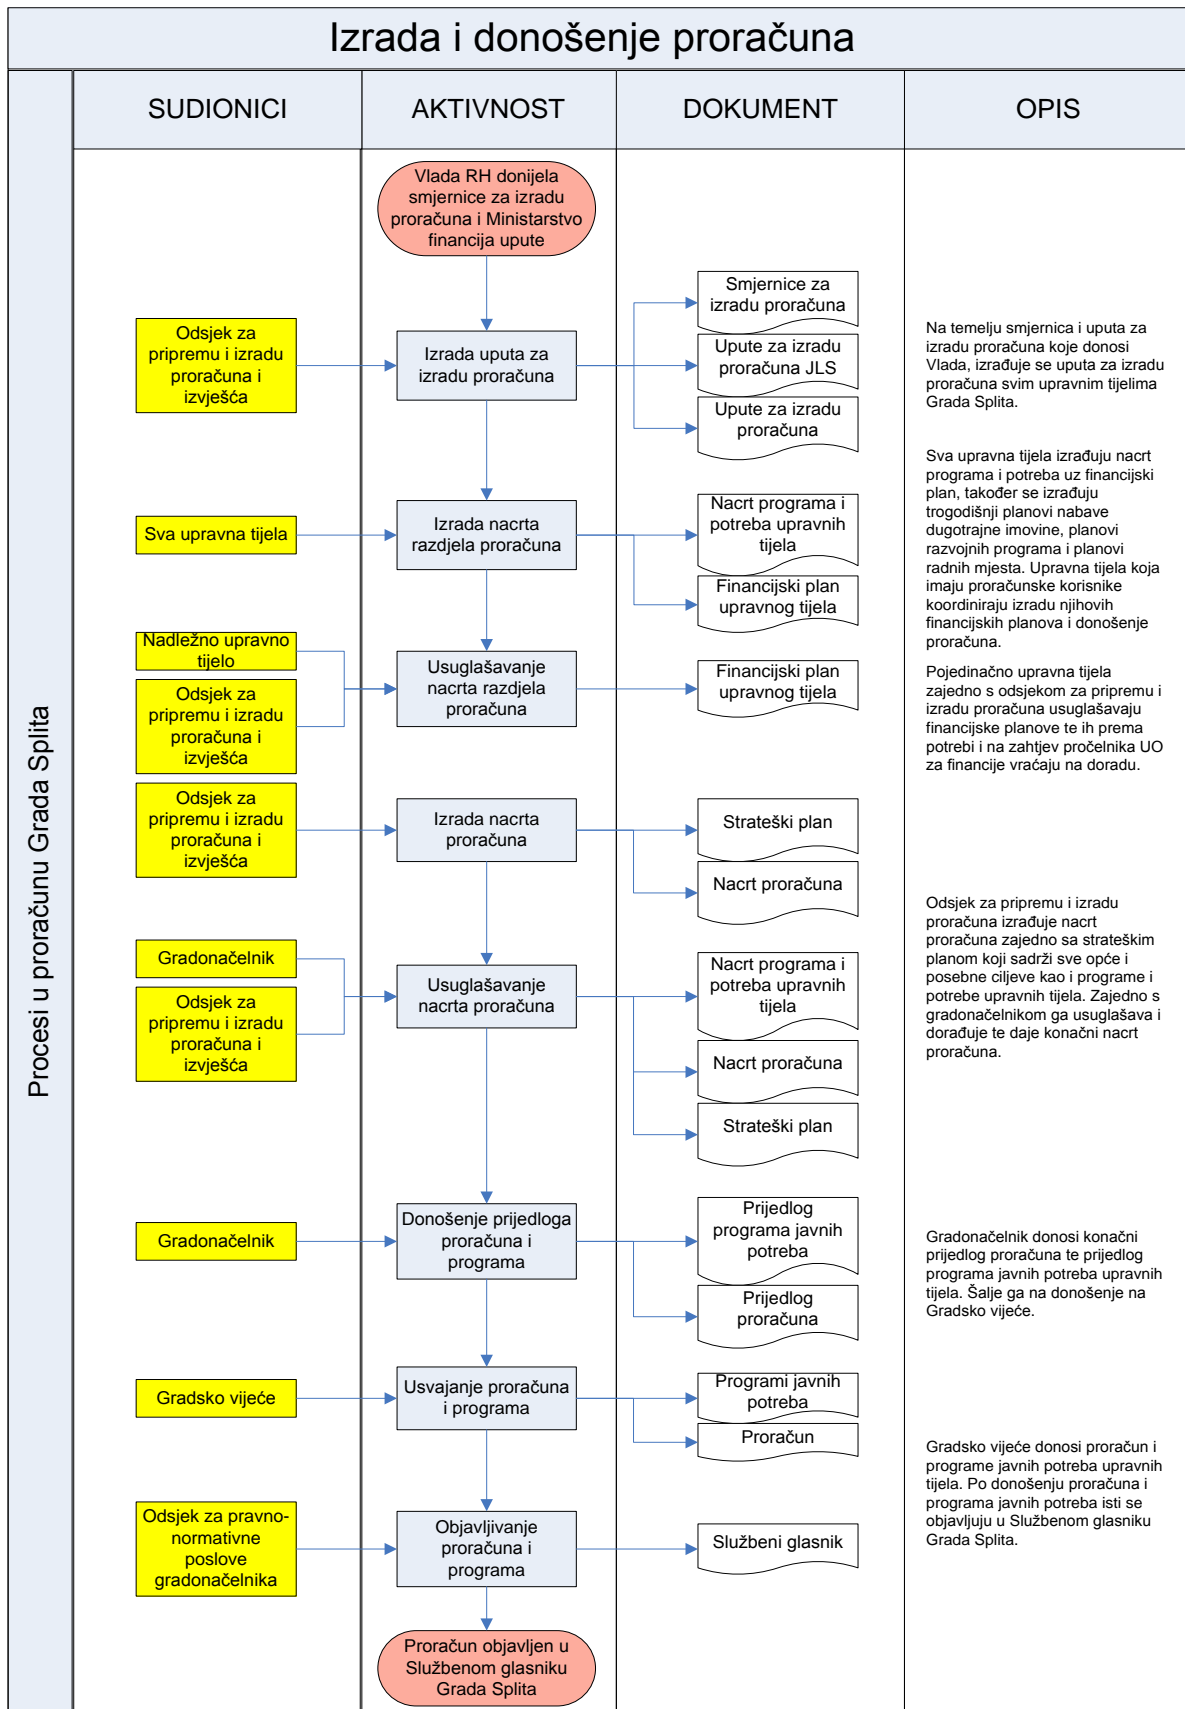 Izrada i donošenje proračuna
Procesi u proračunu Grada Splita
SUDIONICI
AKTIVNOST
DOKUMENT
OPIS
Vlada RH donijela
smjernice za izradu
proračuna i Ministarstvo
financija upute
Odsjek za
pripremu i izradu
proračuna i
izvješća
Izrada uputa za
izradu proračuna
Smjernice za
izradu proračuna
Upute za izradu
proračuna JLS
Upute za izradu
proračuna
Na temelju smjernica i uputa za
izradu proračuna koje donosi
Vlada, izrađuje se uputa za izradu
proračuna svim upravnim tijelima
Grada Splita.
Sva upravna tijela
Izrada nacrta
razdjela proračuna
Nacrt programa i
potreba upravnih
tijela
Financijski plan
upravnog tijela
Sva upravna tijela izrađuju nacrt
programa i potreba uz financijski
plan, također se izrađuju
trogodišnji planovi nabave
dugotrajne imovine, planovi
razvojnih programa i planovi
radnih mjesta. Upravna tijela koja
imaju proračunske korisnike
koordiniraju izradu njihovih
financijskih planova i donošenje
proračuna.
Nadležno upravno
tijelo
Odsjek za
pripremu i izradu
proračuna i
izvješća
Usuglašavanje
nacrta razdjela
proračuna
Financijski plan
upravnog tijela
Pojedinačno upravna tijela
zajedno s odsjekom za pripremu i
izradu proračuna usuglašavaju
financijske planove te ih prema
potrebi i na zahtjev pročelnika UO
za financije vraćaju na doradu.
Odsjek za
pripremu i izradu
proračuna i
izvješća
Izrada nacrta
proračuna
Strateški plan
Nacrt proračuna
Odsjek za pripremu i izradu
proračuna izrađuje nacrt
proračuna zajedno sa strateškim
planom koji sadrži sve opće i
posebne ciljeve kao i programe i
potrebe upravnih tijela. Zajedno s
gradonačelnikom ga usuglašava i
dorađuje te daje konačni nacrt
proračuna.
Gradonačelnik
Odsjek za
pripremu i izradu
proračuna i
izvješća
Usuglašavanje
nacrta proračuna
Nacrt programa i
potreba upravnih
tijela
Nacrt proračuna
Strateški plan
Gradonačelnik
Donošenje prijedloga
proračuna i
programa
Prijedlog
programa javnih
potreba
Prijedlog
proračuna
Gradonačelnik donosi konačni
prijedlog proračuna te prijedlog
programa javnih potreba upravnih
tijela. Šalje ga na donošenje na
Gradsko vijeće.
Gradsko vijeće
Usvajanje proračuna
i programa
Programi javnih
potreba
Proračun
Gradsko vijeće donosi proračun i
programe javnih potreba upravnih
tijela. Po donošenju proračuna i
programa javnih potreba isti se
objavljuju u Službenom glasniku
Grada Splita.
Odsjek za pravno-
normativne
poslove
gradonačelnika
Objavljivanje
proračuna i
programa
Službeni glasnik
Proračun objavljen u
Službenom glasniku
Grada Splita